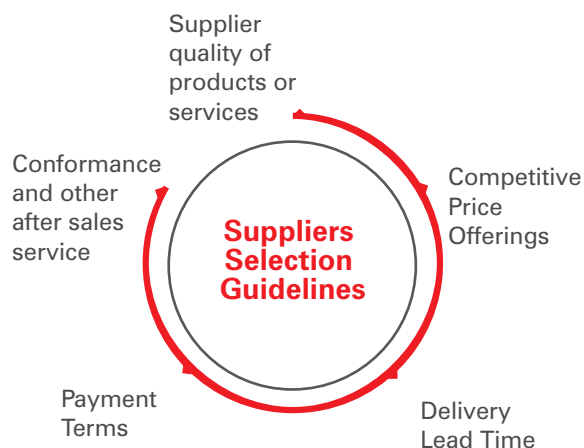 Supplier
quality of
products or
services
Competitive
Price
Offerings
Delivery
Lead Time
Payment
Terms
Conformance
and other
after sales
service
Suppliers
Selection
Guidelines